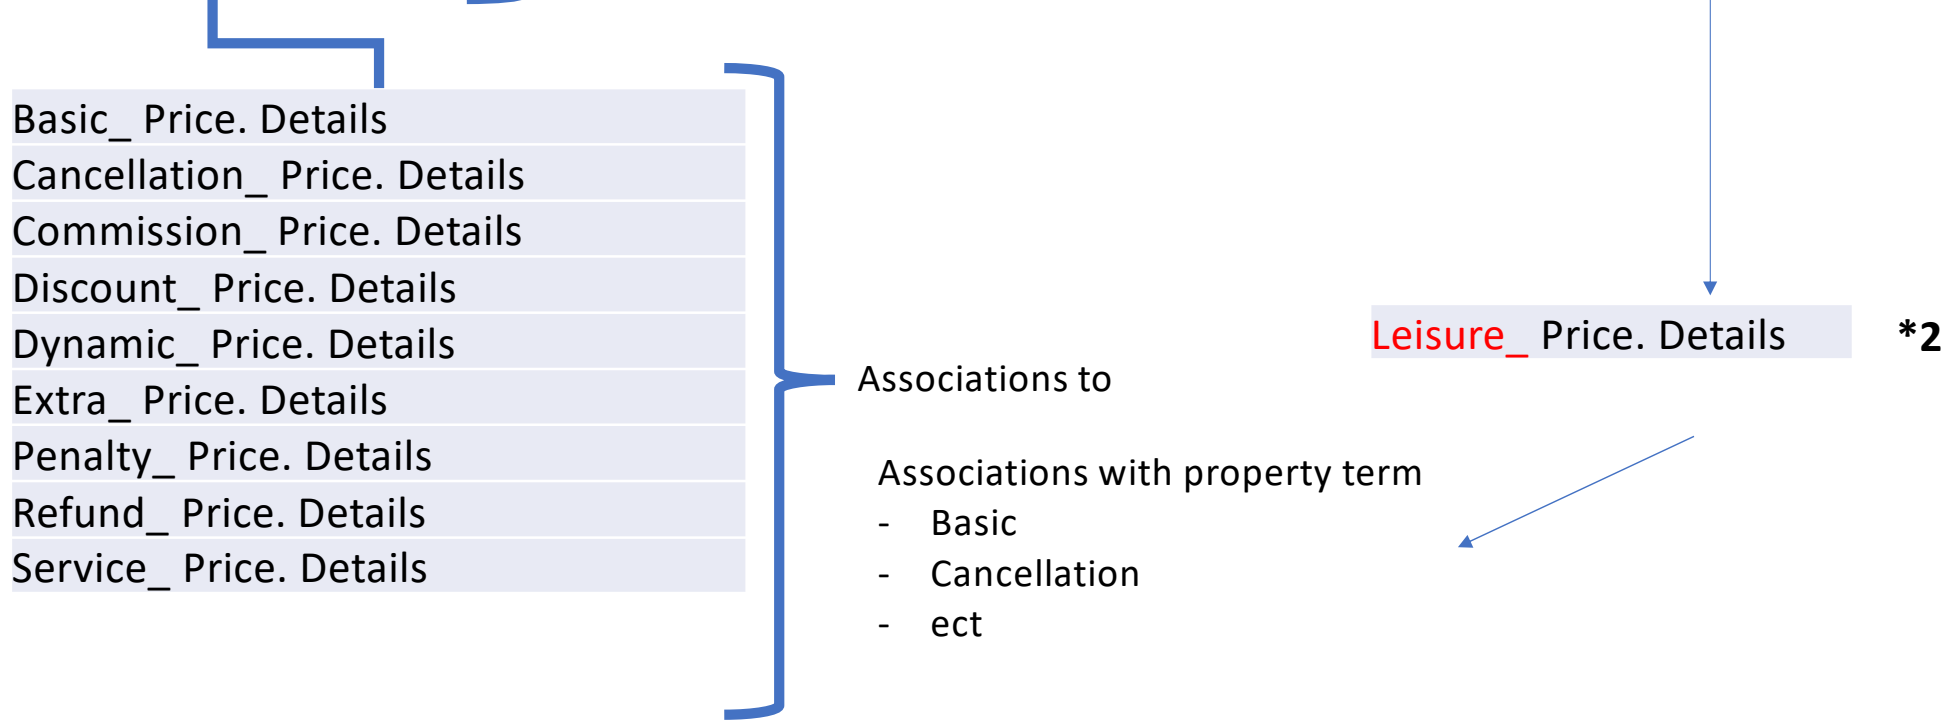 Basic_ Price. Details
Cancellation_ Price. Details
Commission_ Price. Details
Discount_ Price. Details
Dynamic_ Price. Details
Extra_ Price. Details
Penalty_ Price. Details
Refund_ Price. Details
Service_ Price. Details
Associations to
Leisure_ Price. Details *2
Associations with property term
- Basic
- Cancellation
- ect